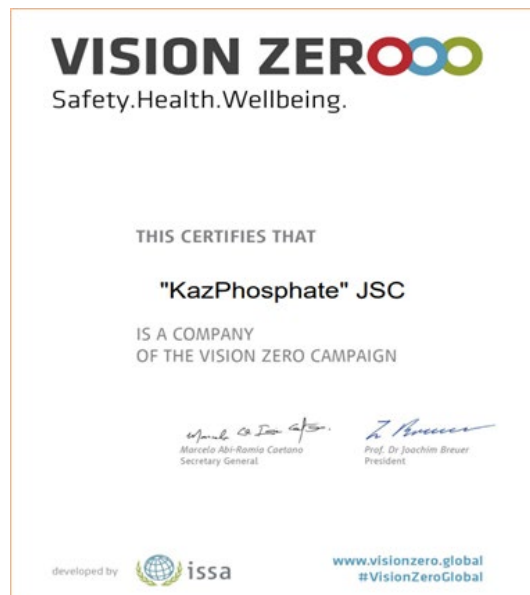 VISION ZEROOO
Safety.Health.Wellbeing.
THIS CERTIFIES THAT
"KazPhosphate" JSC
IS A COMPANY
OF THE VISION ZERO CAMPAIGN
Marcelo Abi-Ramia Caetano
Secretary General
Prof. Dr Joachim Breuer
President
developed by issa
www.visionzero.global
#VisionZeroGlobal